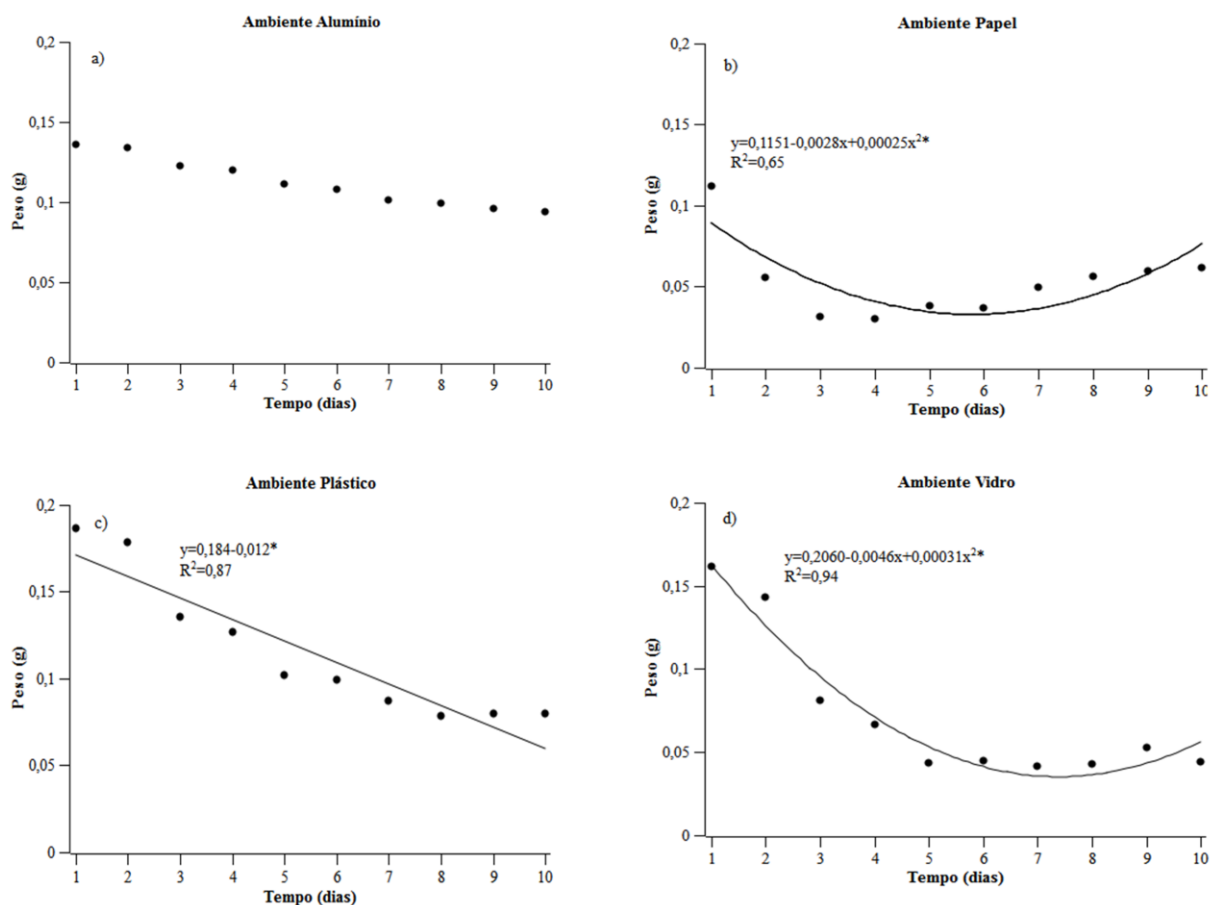 Ambiente Alumínio
a)
0,2
0,15
0,1
0,05
0
Peso (g)
1 2 3 4 5 6 7 8 9 10
Tempo (dias)
Ambiente Papel
b)
y=0,1151-0,0028x+0,00025x²*
R²=0,65
0,2
0,15
0,1
0,05
0
Peso (g)
1 2 3 4 5 6 7 8 9 10
Tempo (dias)
Ambiente Plástico
c)
y=0,184-0,012*
R²=0,87
0,2
0,15
0,1
0,05
0
Peso (g)
1 2 3 4 5 6 7 8 9 10
Tempo (dias)
Ambiente Vidro
d)
y=0,2060-0,0046x+0,00031x²*
R²=0,94
0,2
0,15
0,1
0,05
0
Peso (g)
1 2 3 4 5 6 7 8 9 10
Tempo (dias)